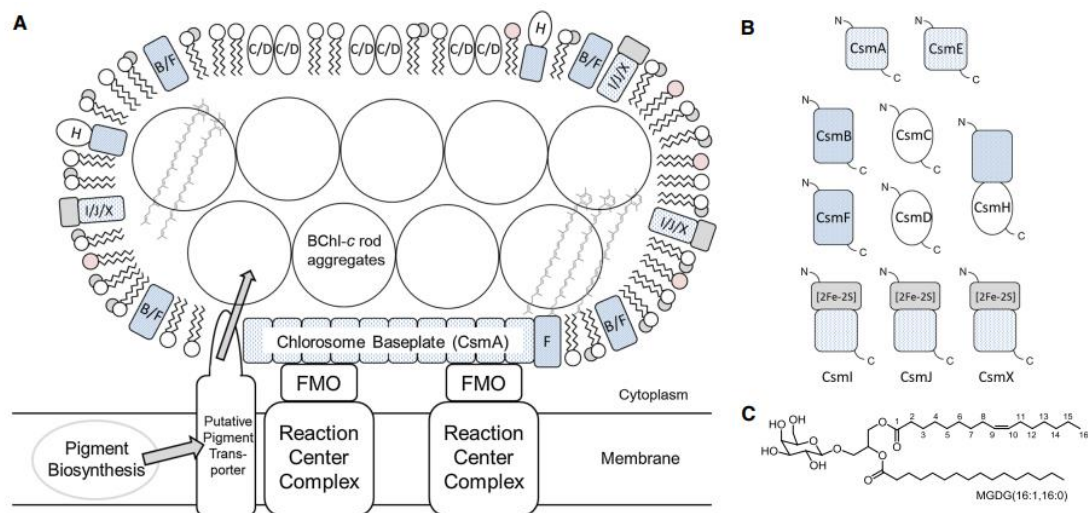 A
H
B/F
C/D
C/D
C/D
C/D
C/D
C/D
H
B/F
I/J/X
I/J/X
B/F
I/J/X
BChl-c rod
aggregates
Chlorosome Baseplate (CsmA)
F
B/F
FMO
FMO
Cytoplasm
Pigment
Biosynthesis
Putative
Pigment
Trans-
porter
Reaction
Center
Complex
Reaction
Center
Complex
Membrane
B
N
CsmA
C
N
CsmE
C
N
CsmB
C
N
CsmC
C
N
CsmH
C
N
CsmF
C
N
CsmD
C
N
[2Fe-2S]
C
CsmI
N
[2Fe-2S]
C
CsmJ
N
[2Fe-2S]
C
CsmX
C
HO OH
HO
OH
O
O
O
O
O
O
1 2 3 4 5 6 7 8 9 10 11 12 13 14 15 16
MGDG(16:1,16:0)